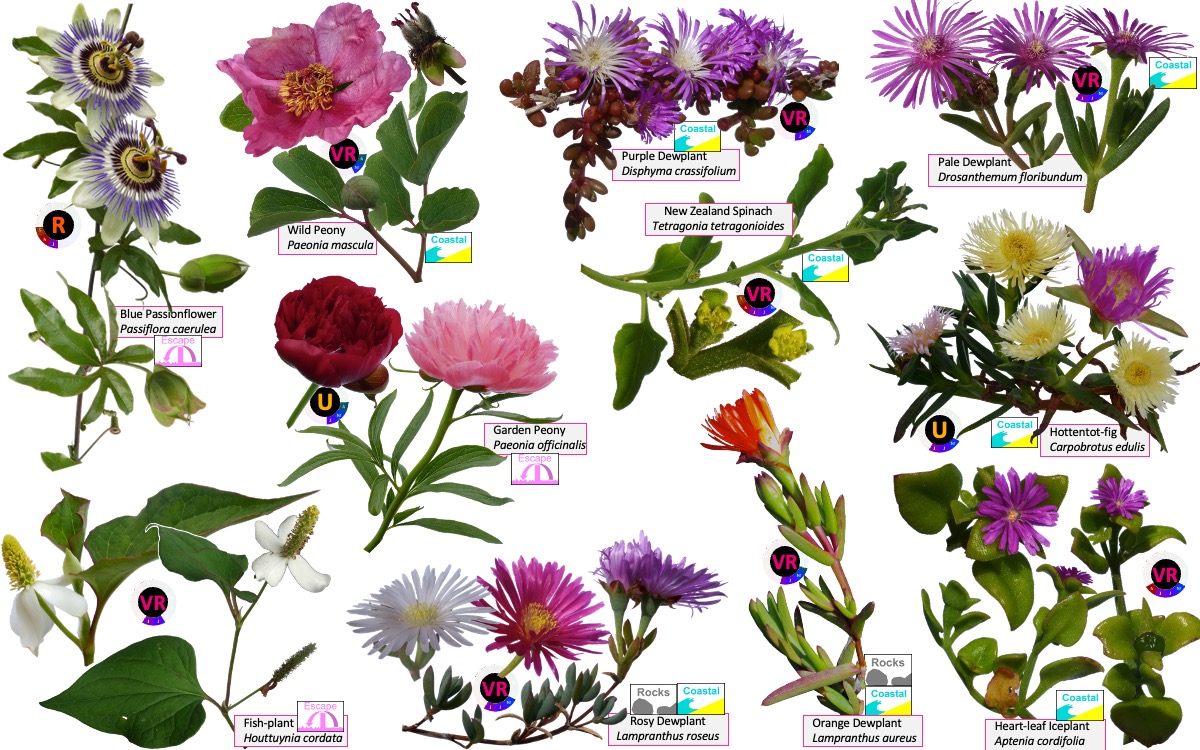 Coastal
VR
Coastal
VR
Purple Dewplant
Disphyma crassifolium
VR
Pale Dewplant
Drosanthemum floribundum
R
Wild Peony
Paeonia mascula
Coastal
New Zealand Spinach
Tetragonia tetragonioides
Coastal
VR
Blue Passionflower
Passiflora caerulea
Escape
U
Garden Peony
Paeonia officinalis
Escape
U
Coastal
Hottentot-fig
Carpobrotus edulis
VR
Fish-plant
Houttuynia cordata
Escape
VR
Rocks
Coastal
Rosy Dewplant
Lampranthus roseus
VR
Rocks
Coastal
Orange Dewplant
Lampranthus aureus
VR
Coastal
Heart-leaf Iceplant
Aptenia cordifolia